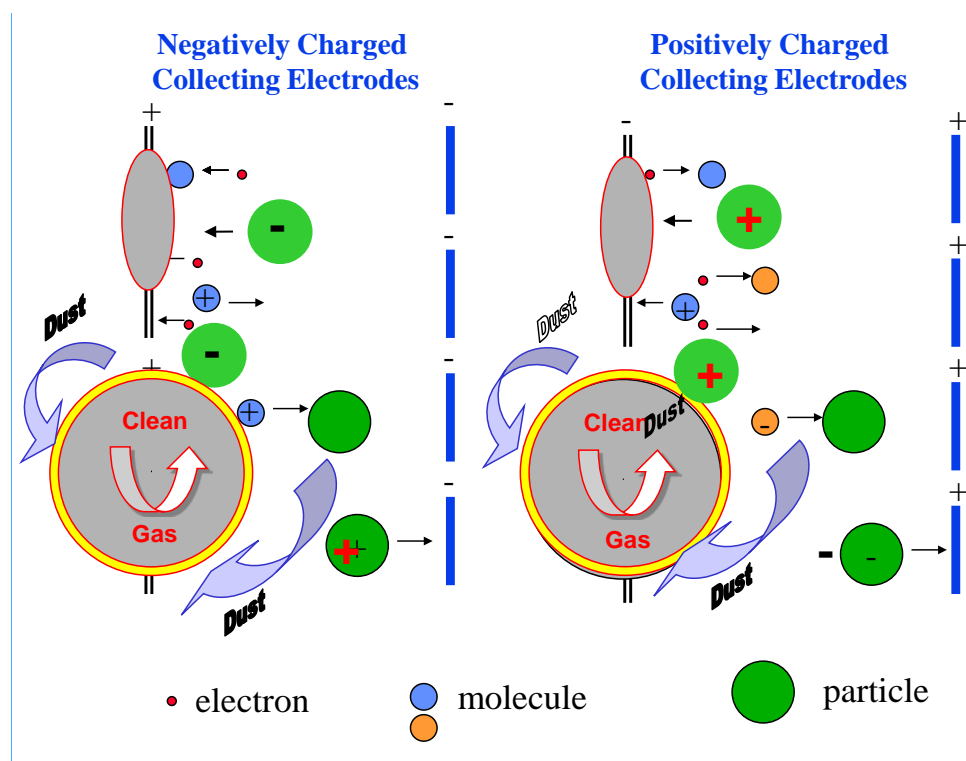 Negatively Charged
Collecting Electrodes
+
-
-
-
+
-
Dust
-
+
-
+
Clean
Gas
-
+
+
Dust
Positively Charged
Collecting Electrodes
-
+
+
+
+
Dust
+
+
Clean
Dust
-
Gas
+
-
-
Dust
electron
molecule
particle